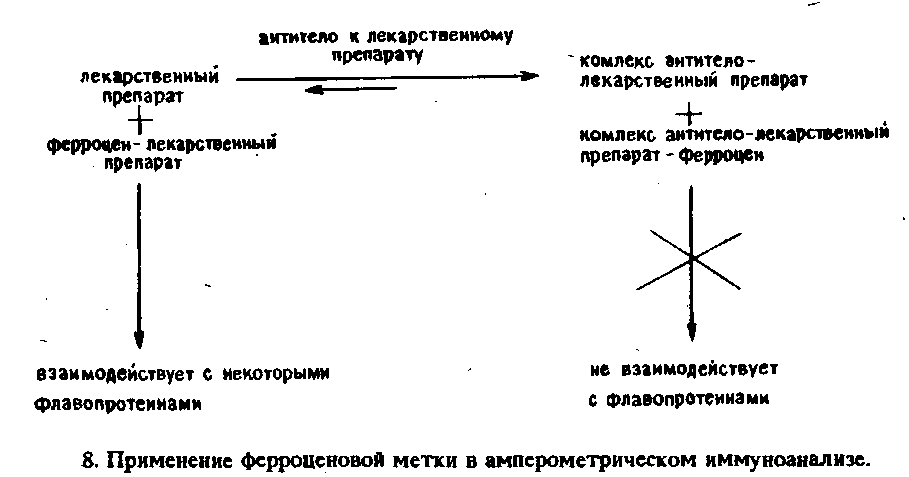 антитело к лекарственному
препарату
лекарственный
препарат
+
ферроцен-лекарственный
препарат
комлекс антитело-
лекарственный препарат
+
комлекс антитело-лекарственный
препарат-ферроцен
взаимодействует с некоторыми
флавопротеинами
не взаимодействует
с флавопротеинами
8. Применение ферроценовой метки в амперометрическом иммуноанализе.